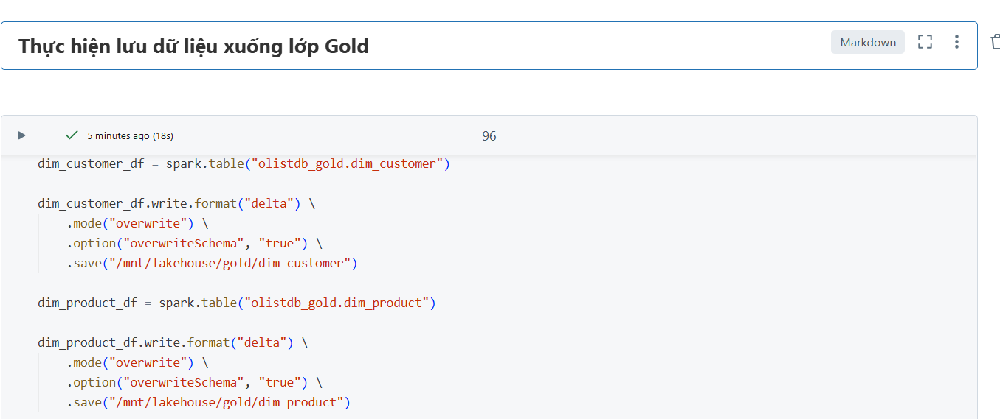 Thực hiện lưu dữ liệu xuống lớp Gold
Markdown
5 minutes ago (18s)
96
dim_customer_df = spark.table("olistdb_gold.dim_customer")
dim_customer_df.write.format("delta") \
.mode("overwrite") \
.option("overwriteSchema", "true") \
.save("/mnt/lakehouse/gold/dim_customer")
dim_product_df = spark.table("olistdb_gold.dim_product")
dim_product_df.write.format("delta") \
.mode("overwrite") \
.option("overwriteSchema", "true") \
.save("/mnt/lakehouse/gold/dim_product")